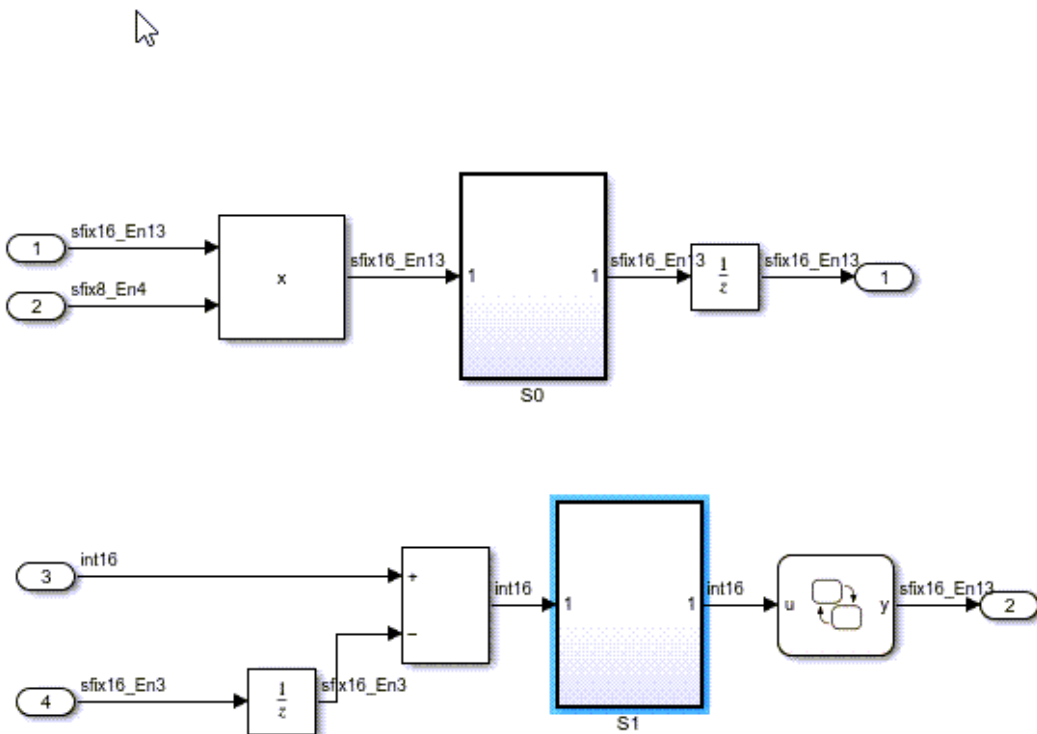 sfix16_En13
1
sfix8_En4
2
x
sfix16_En13
1
1
S0
sfix16_En13
1
z
sfix16_En13
1
int16
3
+
−
int16
1
1
S1
int16
u
y
sfix16_En13
2
sfix16_En3
4
1
z
sfix16_En3